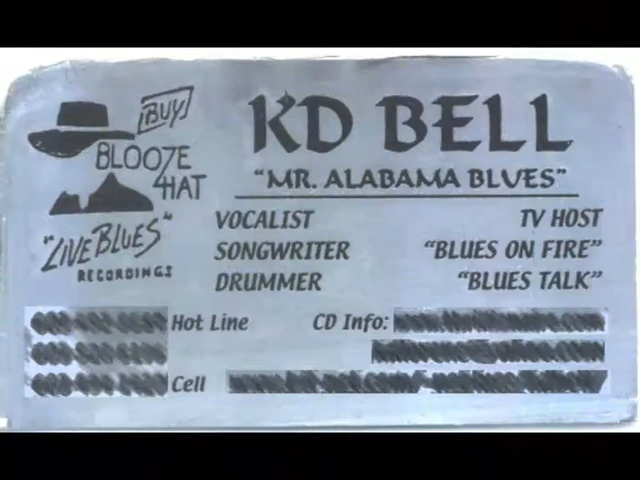 BUY
BLOOZE
HAT
"LIVE BLUES"
RECORDINGS
KD BELL
"MR. ALABAMA BLUES"
VOCALIST
SONGWRITER
DRUMMER
TV HOST
"BLUES ON FIRE"
"BLUES TALK"
Hot Line
CD Info:
Cell